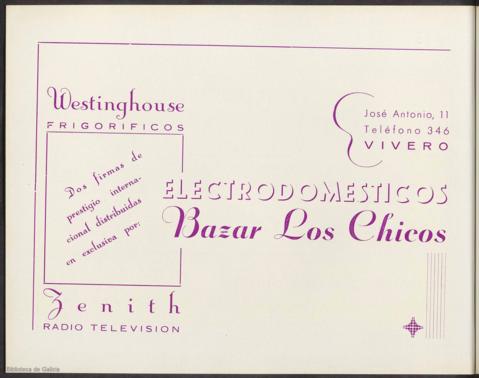 Westinghouse
FRIGORIFICOS
Dos firmas de
prestigio interna-
cional distribuidas
en exclusiva por:
Zenith
RADIO TELEVISION
José Antonio, 11
Teléfono 346
VIVERO
ELECTRODOMESTICOS
Bazar Los Chicos
Biblioteca de Galicia